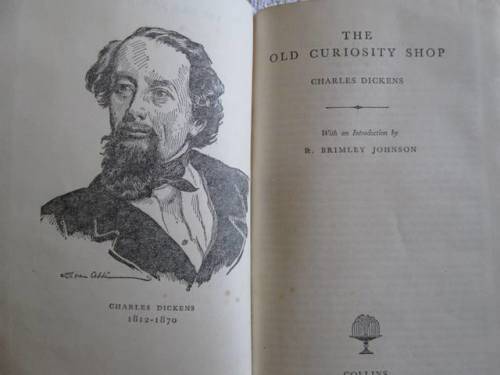 CHARLES DICKENS
1812-1870
THE
OLD CURIOSITY SHOP
CHARLES DICKENS
With an Introduction by
R. BRIMLEY JOHNSON
COLLINS